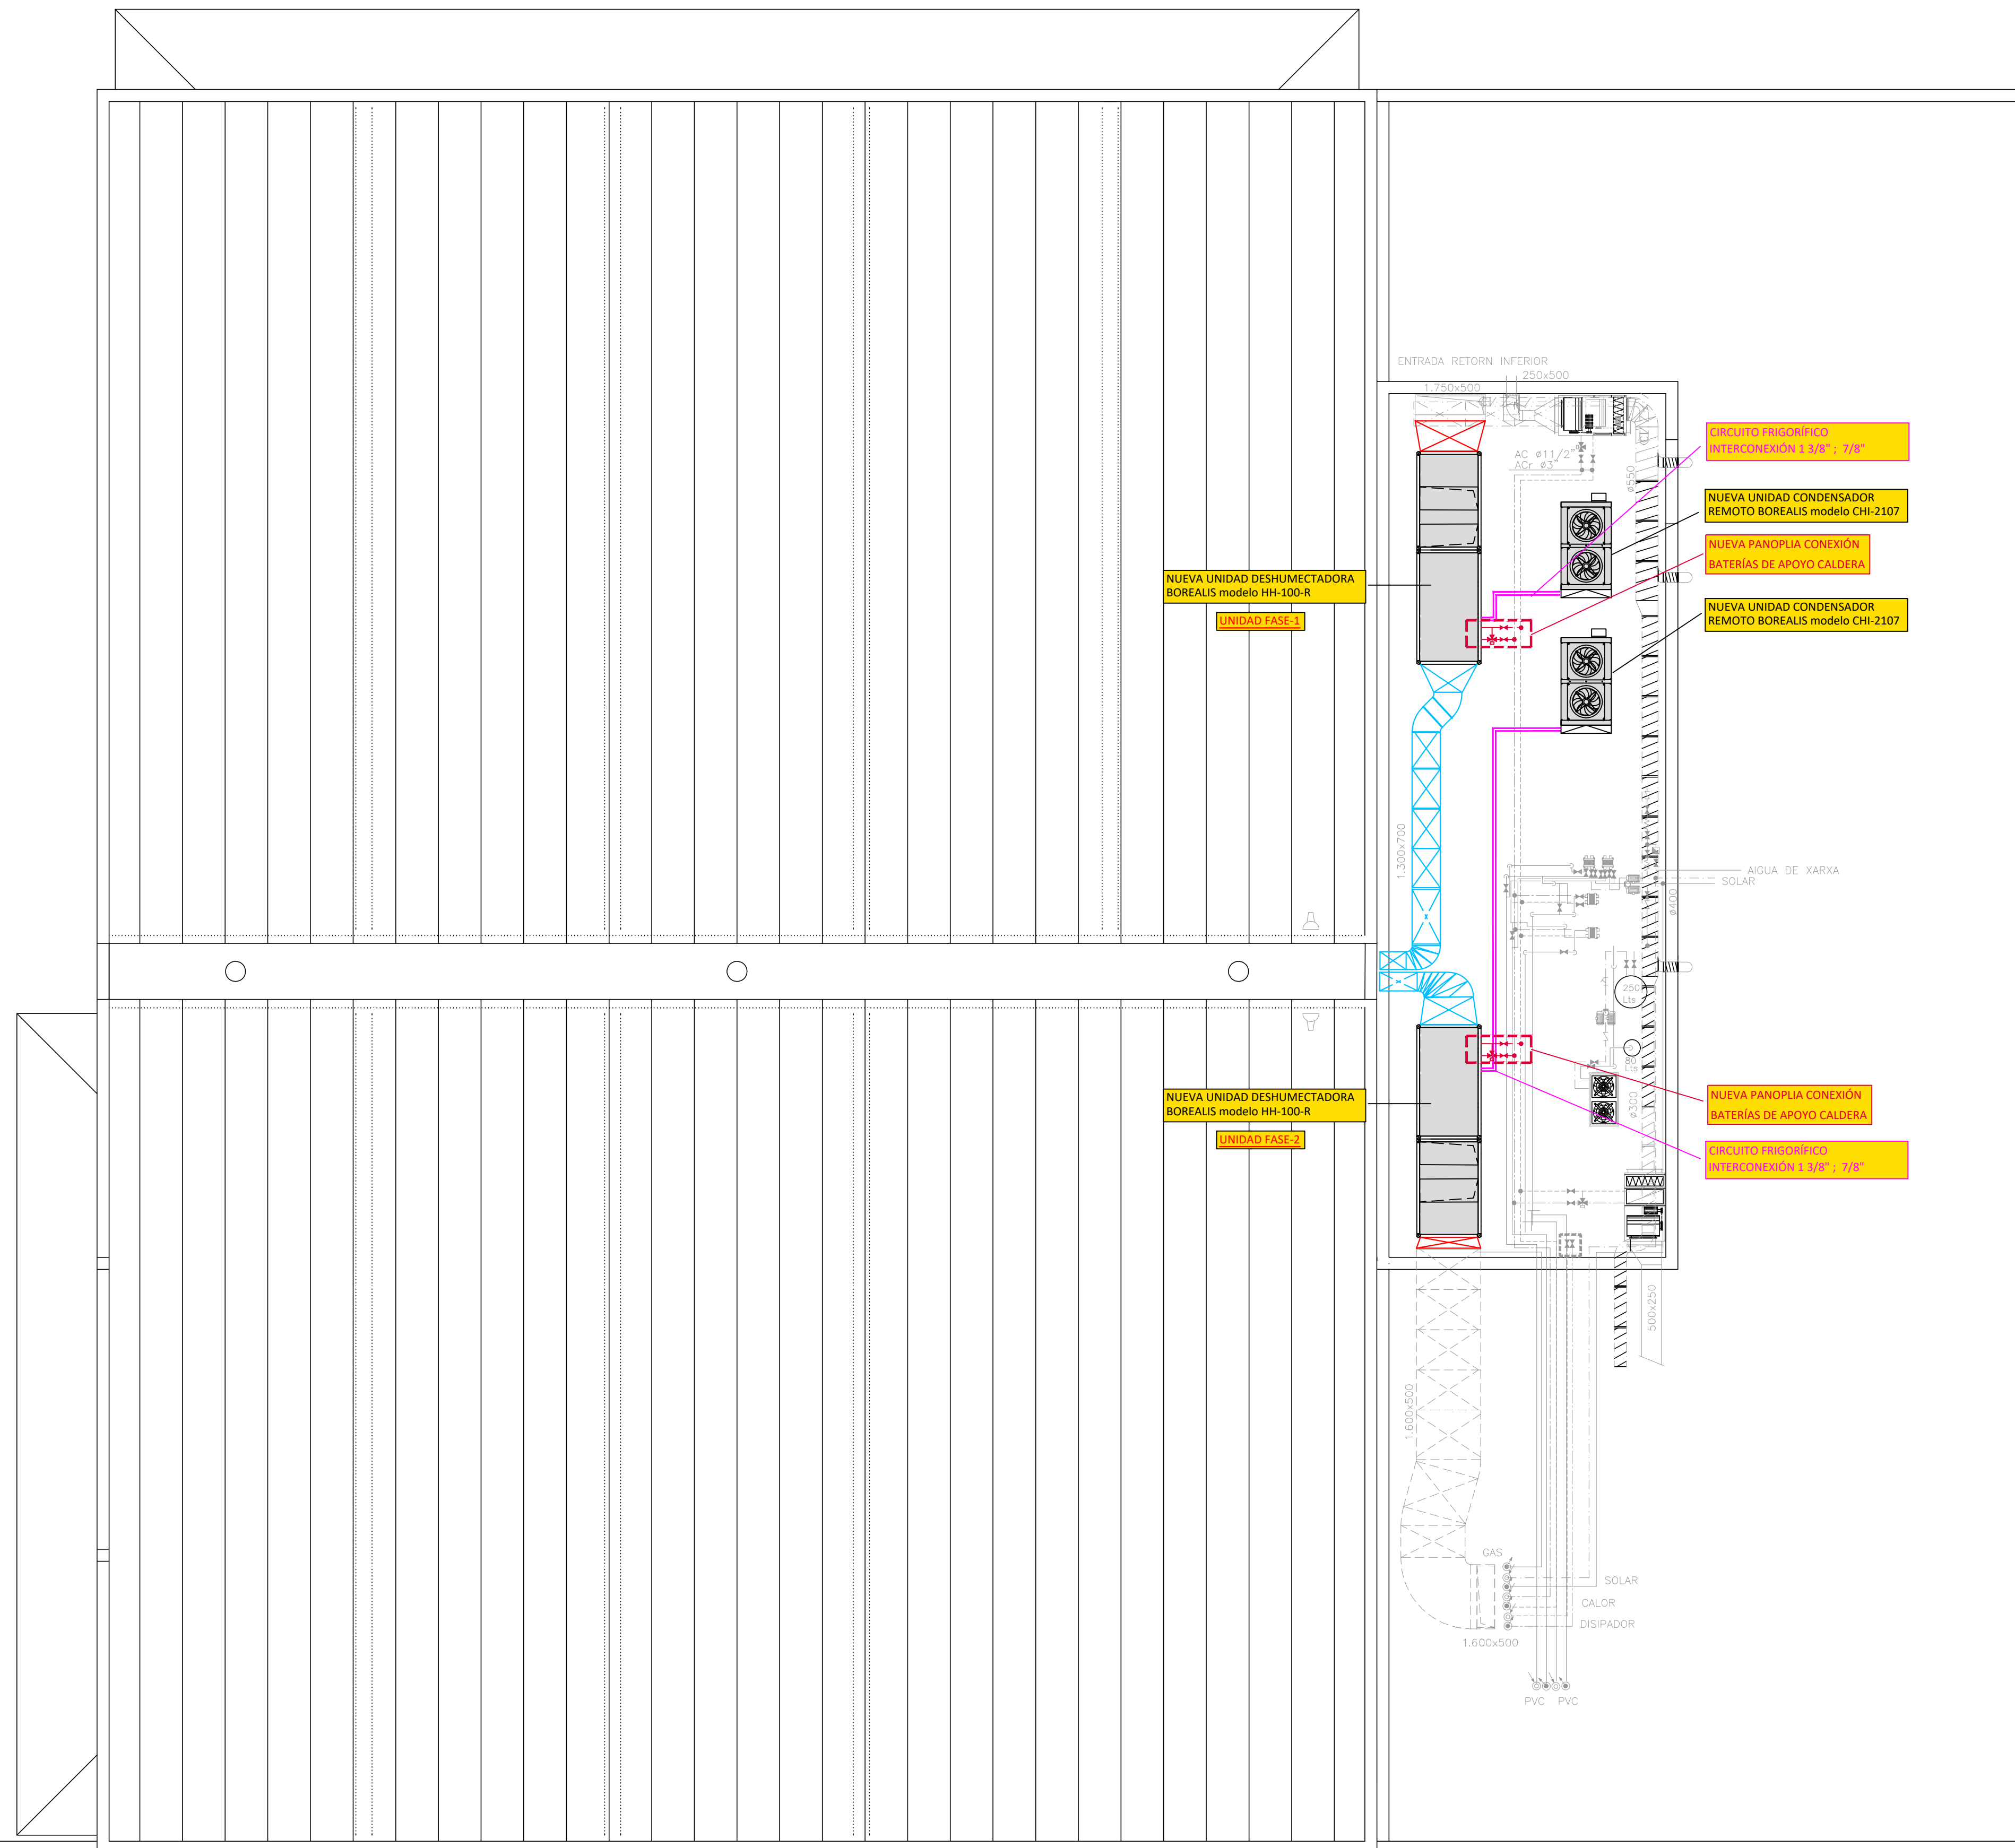 ENTRADA RETORN INFERIOR
250x500
1.750x500
CIRCUITO FRIGORÍFICO
INTERCONEXIÓN 1 3/8" ; 7/8"
AC ø11/2"
ACr ø3"
ø550
NUEVA UNIDAD CONDENSADOR
REMOTO BOREALIS modelo CHI-2107
NUEVA PANOPLIA CONEXIÓN
BATERÍAS DE APOYO CALDERA
NUEVA UNIDAD DESHUMECTADORA
BOREALIS modelo HH-100-R
UNIDAD FASE-1
NUEVA UNIDAD CONDENSADOR
REMOTO BOREALIS modelo CHI-2107
1.300x700
AIGUA DE XARXA
SOLAR
ø400
250
Lts
80
Lts
ø300
NUEVA UNIDAD DESHUMECTADORA
BOREALIS modelo HH-100-R
UNIDAD FASE-2
NUEVA PANOPLIA CONEXIÓN
BATERÍAS DE APOYO CALDERA
CIRCUITO FRIGORÍFICO
INTERCONEXIÓN 1 3/8" ; 7/8"
500x250
1.600x500
GAS
SOLAR
CALOR
DISIPADOR
1.600x500
PVC PVC